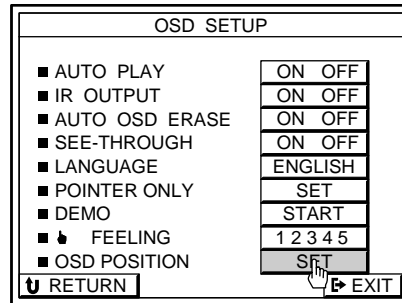 OSD SETUP
AUTO PLAY ON OFF
IR OUTPUT ON OFF
AUTO OSD ERASE ON OFF
SEE-THROUGH ON OFF
LANGUAGE ENGLISH
POINTER ONLY SET
DEMO START
FEELING 1 2 3 4 5
OSD POSITION SET
RETURN EXIT